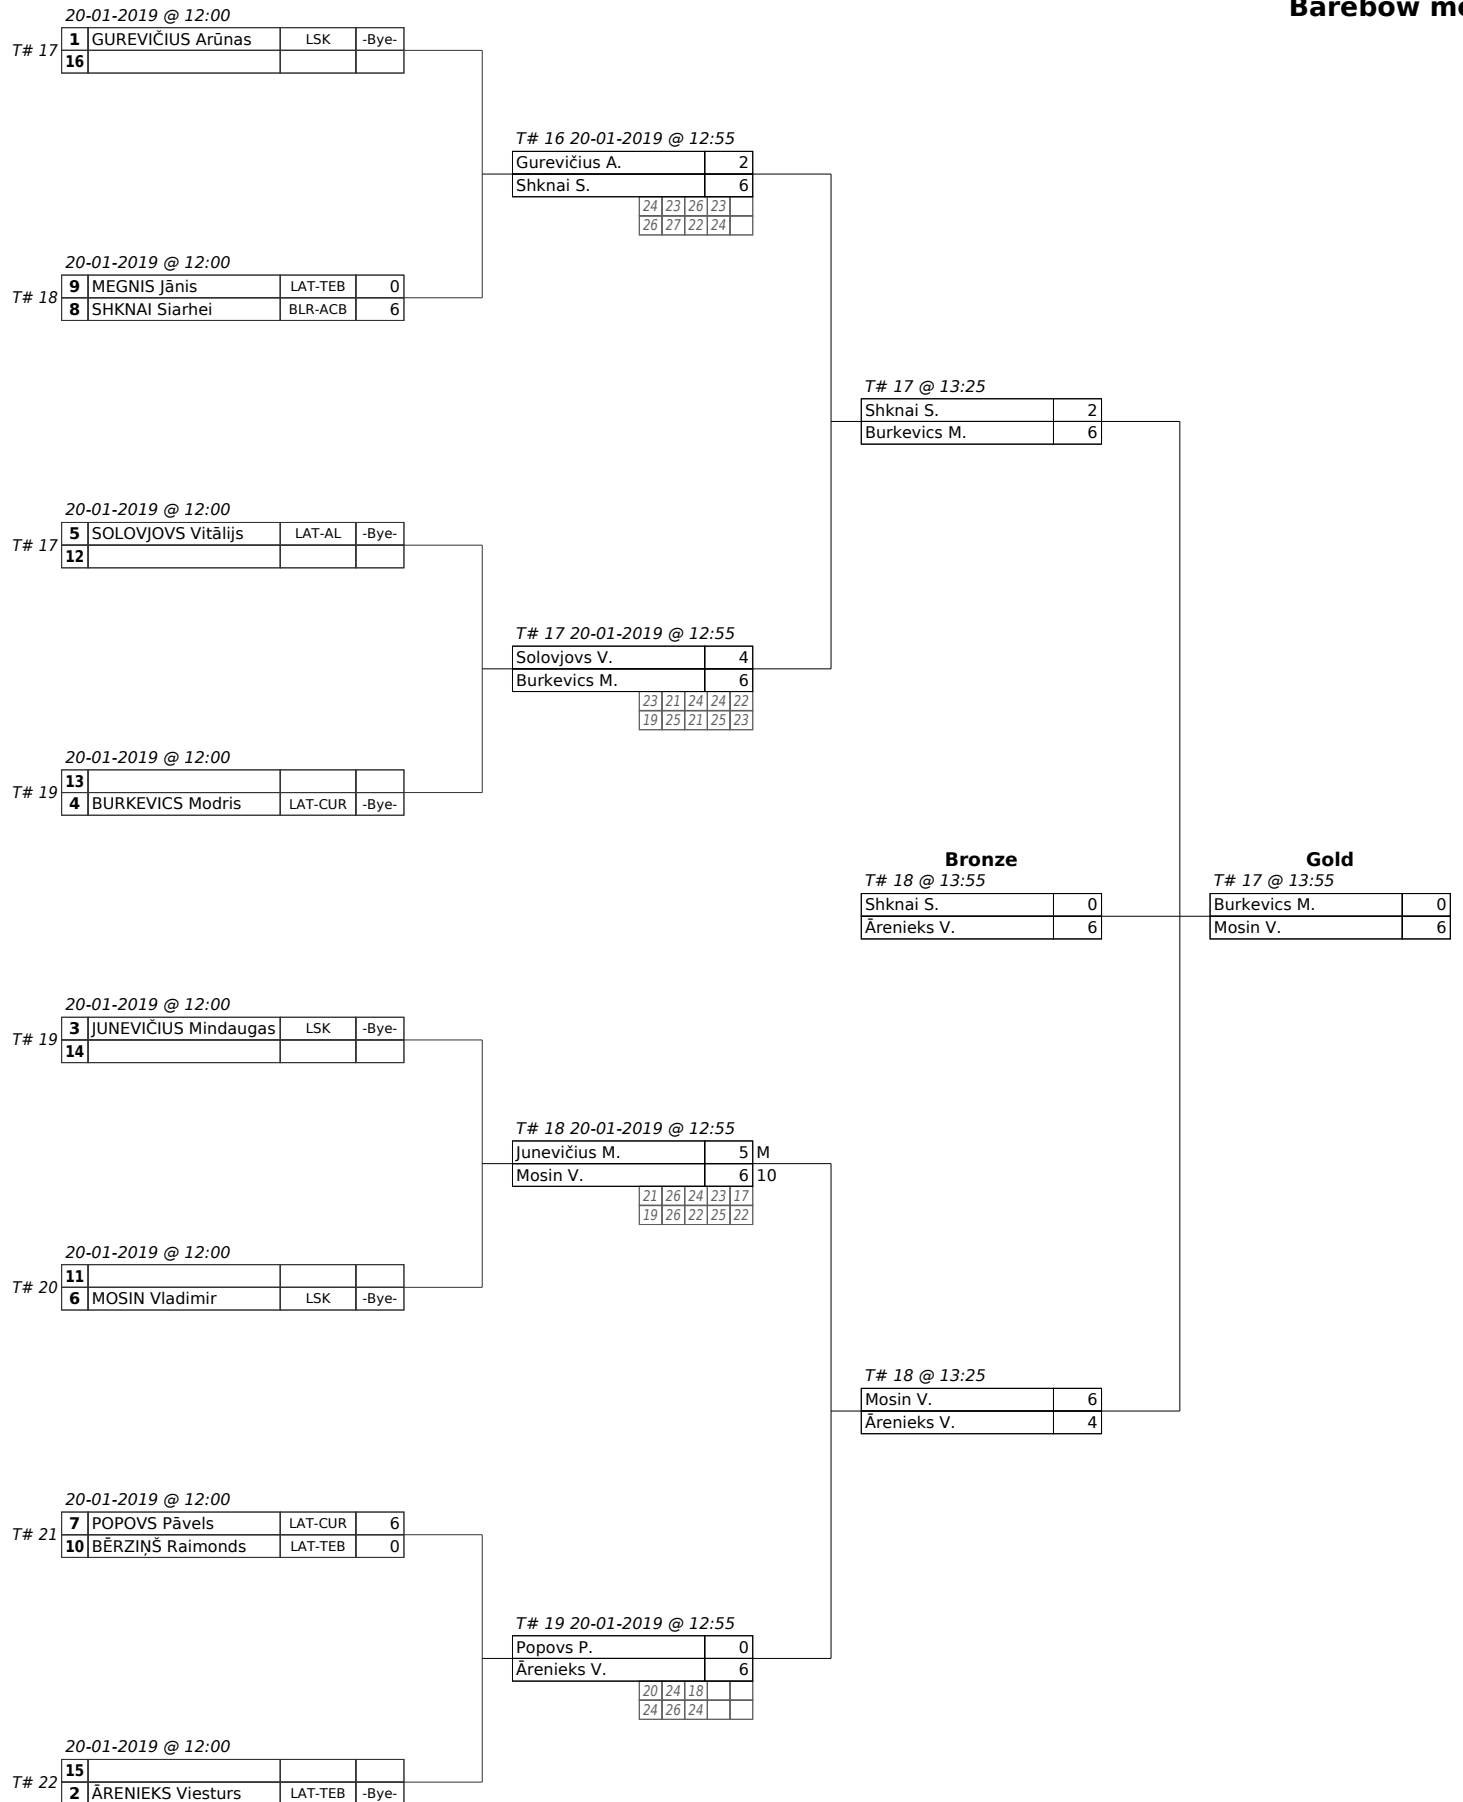 Barebow me
20-01-2019 @ 12:00
T# 17
1 GUREVIČIUS Arūnas LSK -Bye-
16
T# 16 20-01-2019 @ 12:55
Gurevičius A. 2
Shknai S. 6
24 23 26 23
26 27 22 24
20-01-2019 @ 12:00
T# 18
9 MEGNIS Jānis LAT-TEB 0
8 SHKNAI Siarhei BLR-ACB 6
T# 17 @ 13:25
Shknai S. 2
Burkevics M. 6
20-01-2019 @ 12:00
T# 17
5 SOLOVJOVS Vitālijs LAT-AL -Bye-
12
T# 17 20-01-2019 @ 12:55
Solovjovs V. 4
Burkevics M. 6
23 21 24 24 22
19 25 21 25 23
20-01-2019 @ 12:00
T# 19
13
4 BURKEVICS Modris LAT-CUR -Bye-
Bronze
T# 18 @ 13:55
Shknai S. 0
Ārenieks V. 6
Gold
T# 17 @ 13:55
Burkevics M. 0
Mosin V. 6
20-01-2019 @ 12:00
T# 19
3 JUNEVIČIUS Mindaugas LSK -Bye-
14
T# 18 20-01-2019 @ 12:55
Junevičius M. 5 M
Mosin V. 6 10
21 26 24 23 17
19 26 22 25 22
20-01-2019 @ 12:00
T# 20
11
6 MOSIN Vladimir LSK -Bye-
T# 18 @ 13:25
Mosin V. 6
Ārenieks V. 4
20-01-2019 @ 12:00
T# 21
7 POPOVS Pāvels LAT-CUR 6
10 BĒRZIŅŠ Raimonds LAT-TEB 0
T# 19 20-01-2019 @ 12:55
Popovs P. 0
Ārenieks V. 6
20 24 18
24 26 24
20-01-2019 @ 12:00
T# 22
15
2 ĀRENIEKS Viesturs LAT-TEB -Bye-